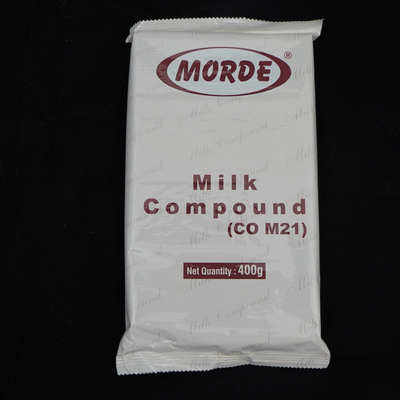 MORDE®
Milk
Compound
(CO M21)
Net Quantity : 400g